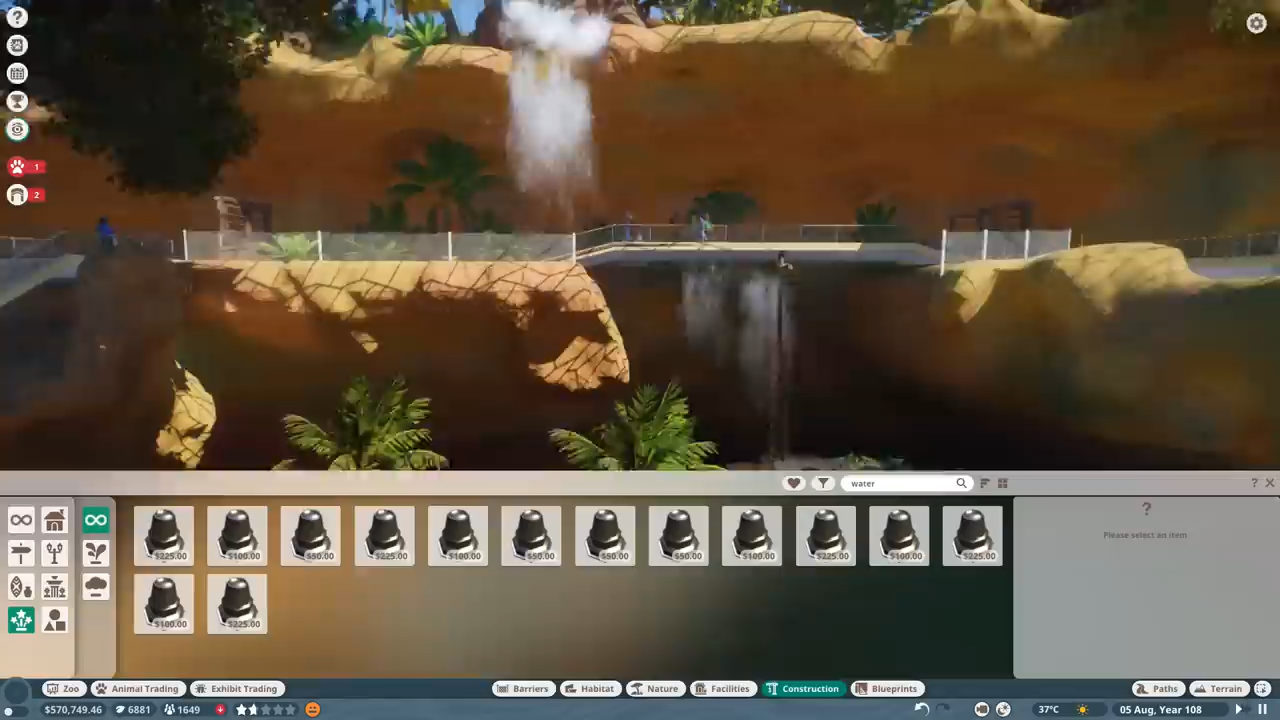 ?
1
2
water
? ✕
$225.00 $100.00 $50.00 $225.00 $100.00 $50.00 $50.00 $50.00 $100.00 $225.00 $100.00 $225.00
$100.00 $225.00
?
Please select an item
Zoo Animal Trading Exhibit Trading Barriers Habitat Nature Facilities Construction Blueprints Paths Terrain
$570,749.46 6881 1649 37°C 05 Aug, Year 108